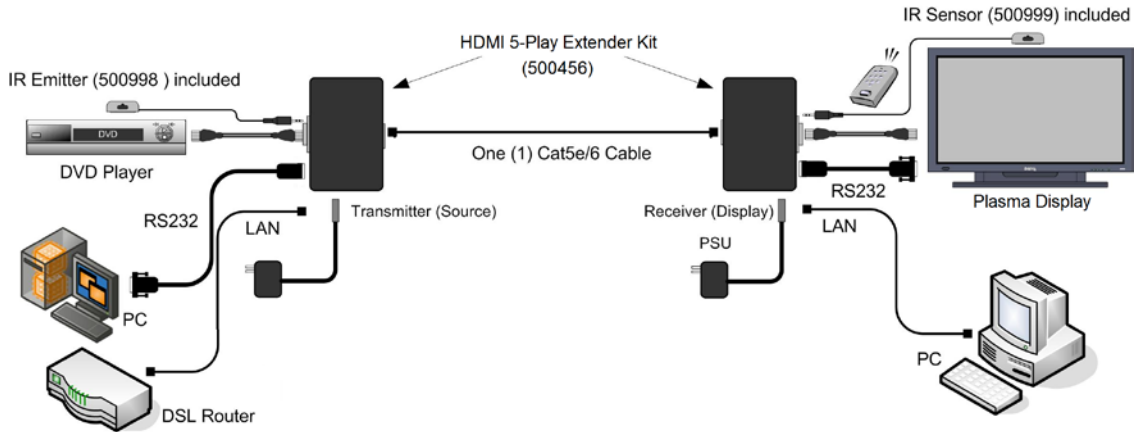 IR Sensor (500999) included
HDMI 5-Play Extender Kit
(500456)
IR Emitter (500998 ) included
DVD
DVD Player
One (1) Cat5e/6 Cable
RS232
RS232
Plasma Display
Transmitter (Source)
Receiver (Display)
LAN
LAN
PSU
PC
PC
DSL Router